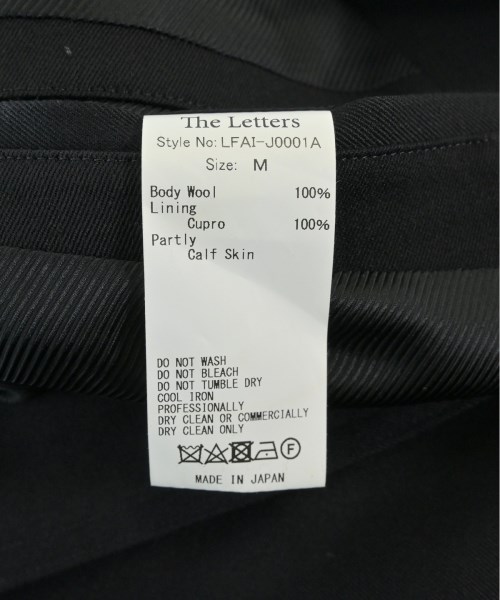 The Letters
Style No: LFAI-J0001A
Size: M
Body Wool 100%
Lining
Cupro 100%
Partly
Calf Skin
DO NOT WASH
DO NOT BLEACH
DO NOT TUMBLE DRY
COOL IRON
PROFESSIONALLY
DRY CLEAN OR COMMERCIALLY
DRY CLEAN ONLY
F
MADE IN JAPAN